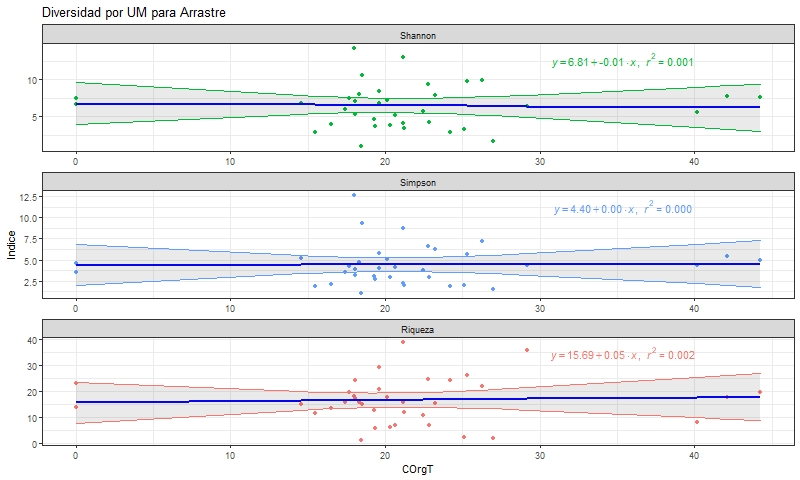 Diversidad por UM para Arrastre
Shannon
y = 6.81 + -0.01 · x, r² = 0.001
10
5
0 10 20 30 40
Simpson
y = 4.40 + 0.00 · x, r² = 0.000
12.5
10.0
7.5
5.0
2.5
0 10 20 30 40
Indice
Riqueza
y = 15.69 + 0.05 · x, r² = 0.002
40
30
20
10
0
0 10 20 30 40
COrgT